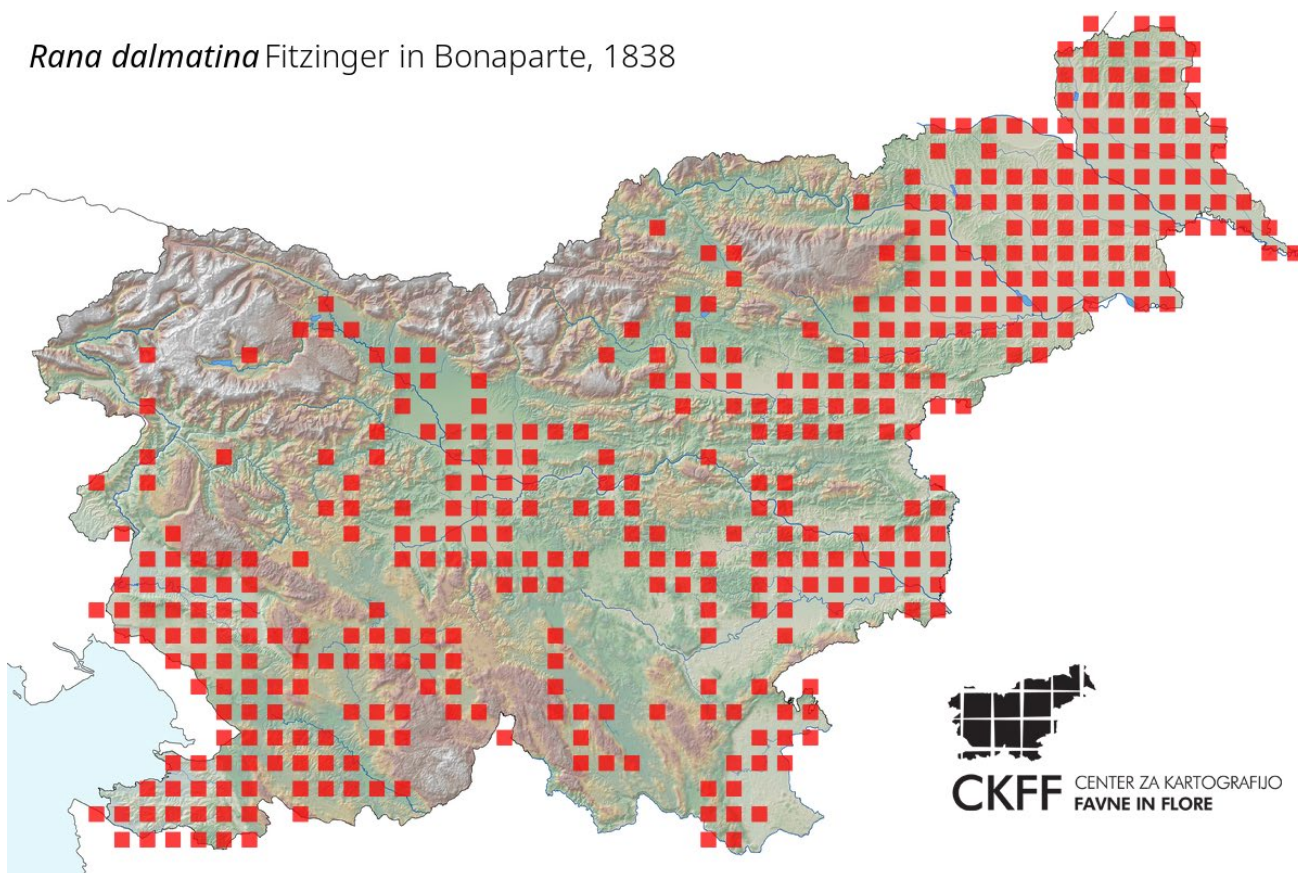 Rana dalmatina Fitzinger in Bonaparte, 1838
CKFF CENTER ZA KARTOGRAFIJO
FAVNE IN FLORE